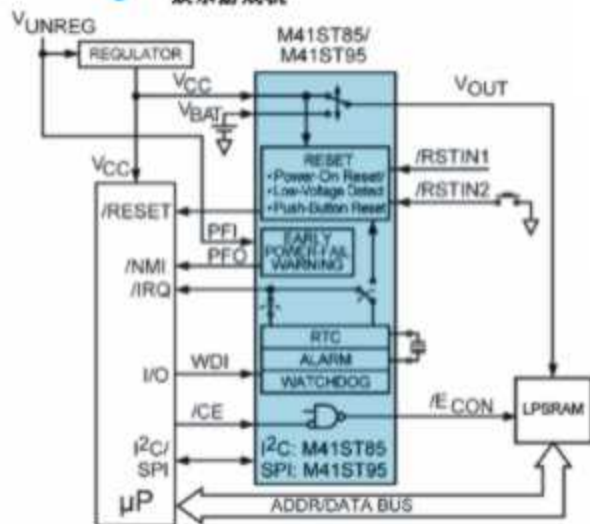 M41ST85/
M41ST95
VUNREG
REGULATOR
VCC
VBAT
VOUT
VCC
RESET
•Power-On Reset/
•Low-Voltage Detect
•Push-Button Reset
/RSTIN1
/RSTIN2
/RESET
PFI
PFO
EARLY
POWER-FAIL
WARNING
/NMI
/IRQ
RTC
ALARM
WATCHDOG
I/O
WDI
/CE
/ECON
LPSRAM
I2C/
SPI
I2C: M41ST85
SPI: M41ST95
µP
ADDR/DATA BUS